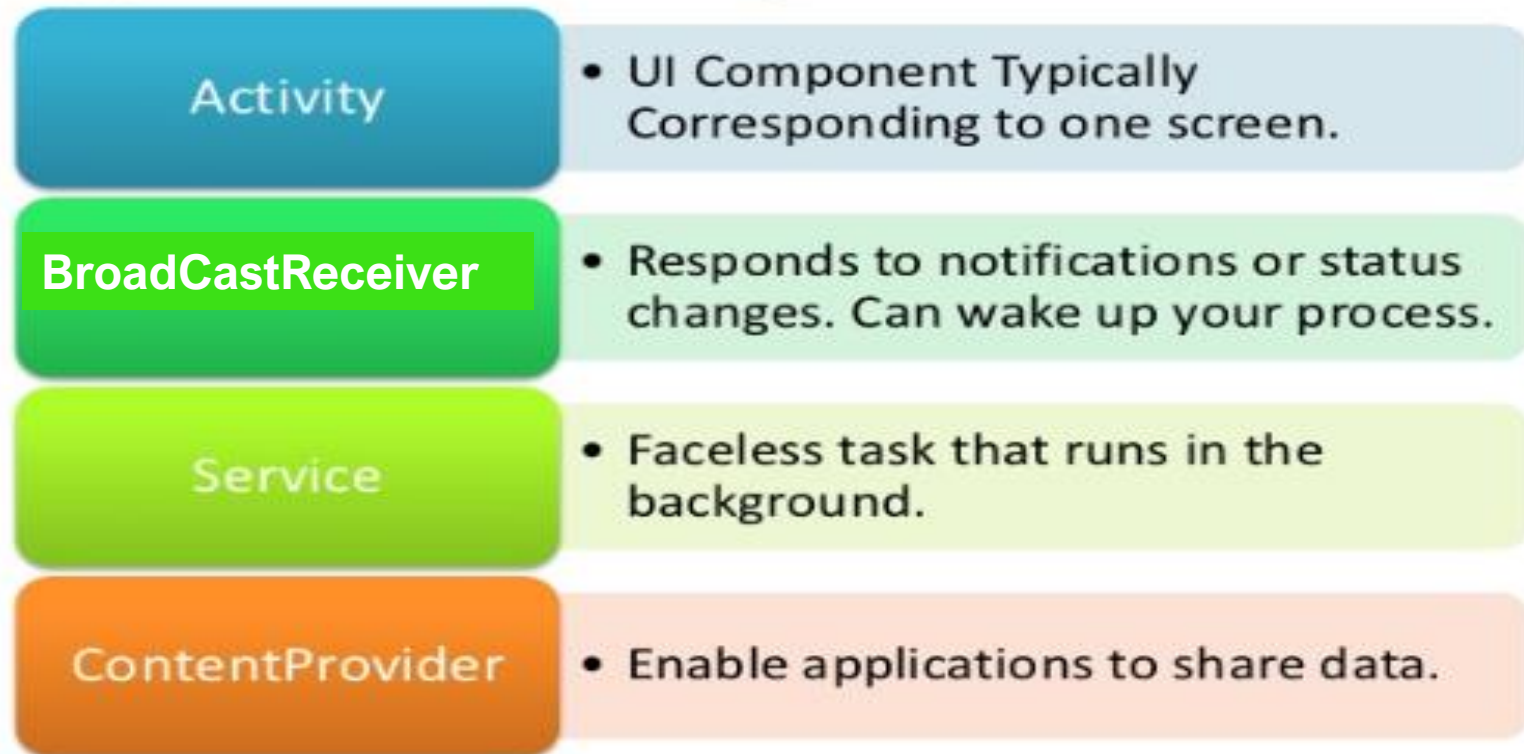 Activity
• UI Component Typically
Corresponding to one screen.
BroadCastReceiver
• Responds to notifications or status
changes. Can wake up your process.
Service
• Faceless task that runs in the
background.
ContentProvider
• Enable applications to share data.